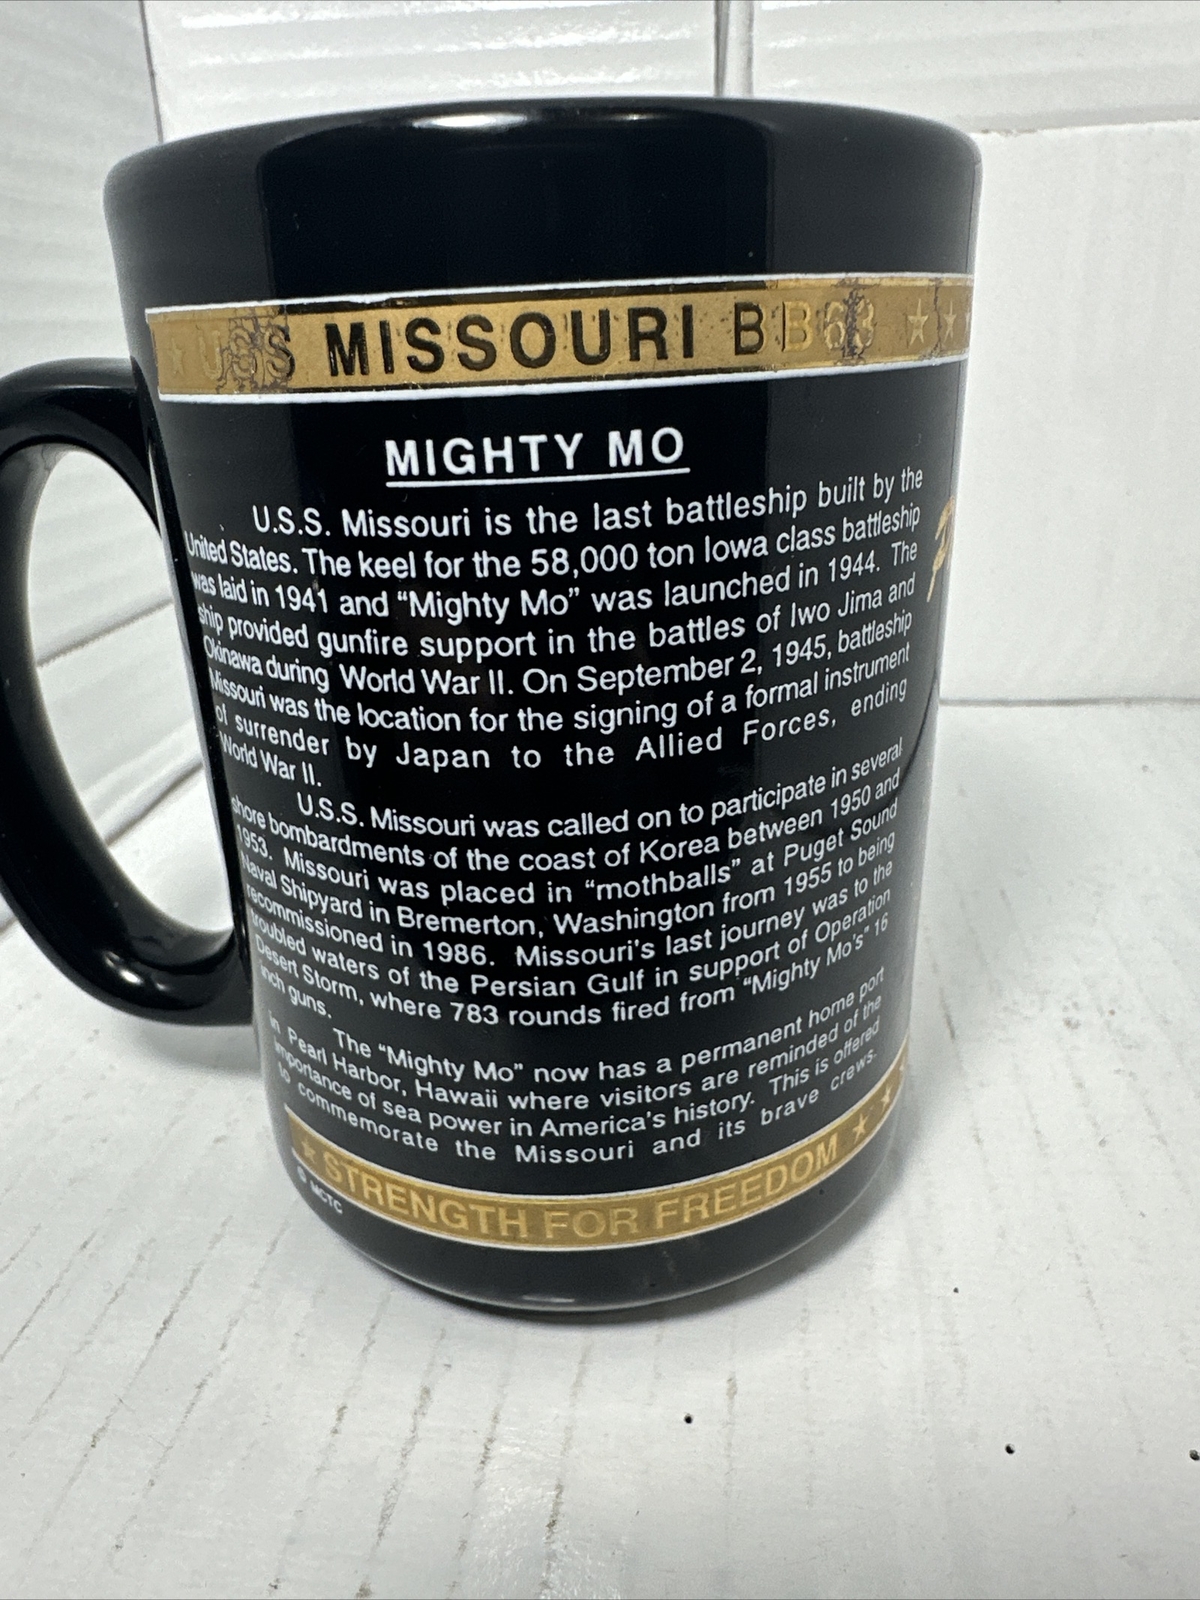 ★ USS MISSOURI BB63 ★ ★ ★
MIGHTY MO
U.S.S. Missouri is the last battleship built by the
United States. The keel for the 58,000 ton Iowa class battleship
was laid in 1941 and “Mighty Mo” was launched in 1944. The
ship provided gunfire support in the battles of Iwo Jima and
Okinawa during World War II. On September 2, 1945, battleship
Missouri was the location for the signing of a formal instrument
of surrender by Japan to the Allied Forces, ending
World War II.
U.S.S. Missouri was called on to participate in several
shore bombardments of the coast of Korea between 1950 and
1953. Missouri was placed in “mothballs” at Puget Sound
Naval Shipyard in Bremerton, Washington from 1955 to being
recommissioned in 1986. Missouri's last journey was to the
troubled waters of the Persian Gulf in support of Operation
Desert Storm, where 783 rounds fired from “Mighty Mo's” 16
inch guns.
The “Mighty Mo” now has a permanent home port
in Pearl Harbor, Hawaii where visitors are reminded of the
importance of sea power in America's history. This is offered
to commemorate the Missouri and its brave crews.
★ STRENGTH FOR FREEDOM ★ ★
© MCTC